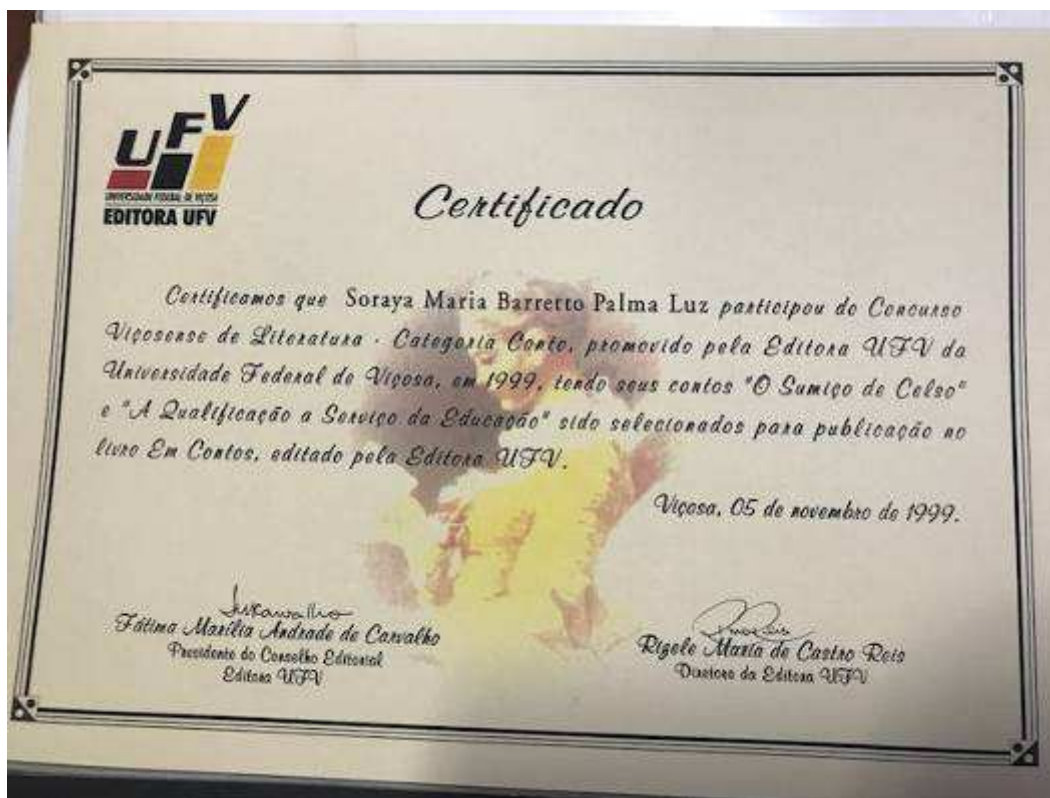 UFV
UNIVERSIDADE FEDERAL DE VIÇOSA
EDITORA UFV
Certificado
Certificamos que Soraya Maria Barretto Palma Luz participou do Concurso
Viçosense de Literatura - Categoria Conto, promovido pela Editora UFV da
Universidade Federal de Viçosa, em 1999, tendo seus contos "O Sumiço de Celso"
e "A Qualificação a Serviço da Educação" sido selecionados para publicação no
livro Em Contos, editado pela Editora UFV.
Viçosa, 05 de novembro de 1999.
Fátima Marília Andrade de Carvalho
Presidente do Conselho Editorial
Editora UFV
Rizele Maria de Castro Reis
Diretora da Editora UFV